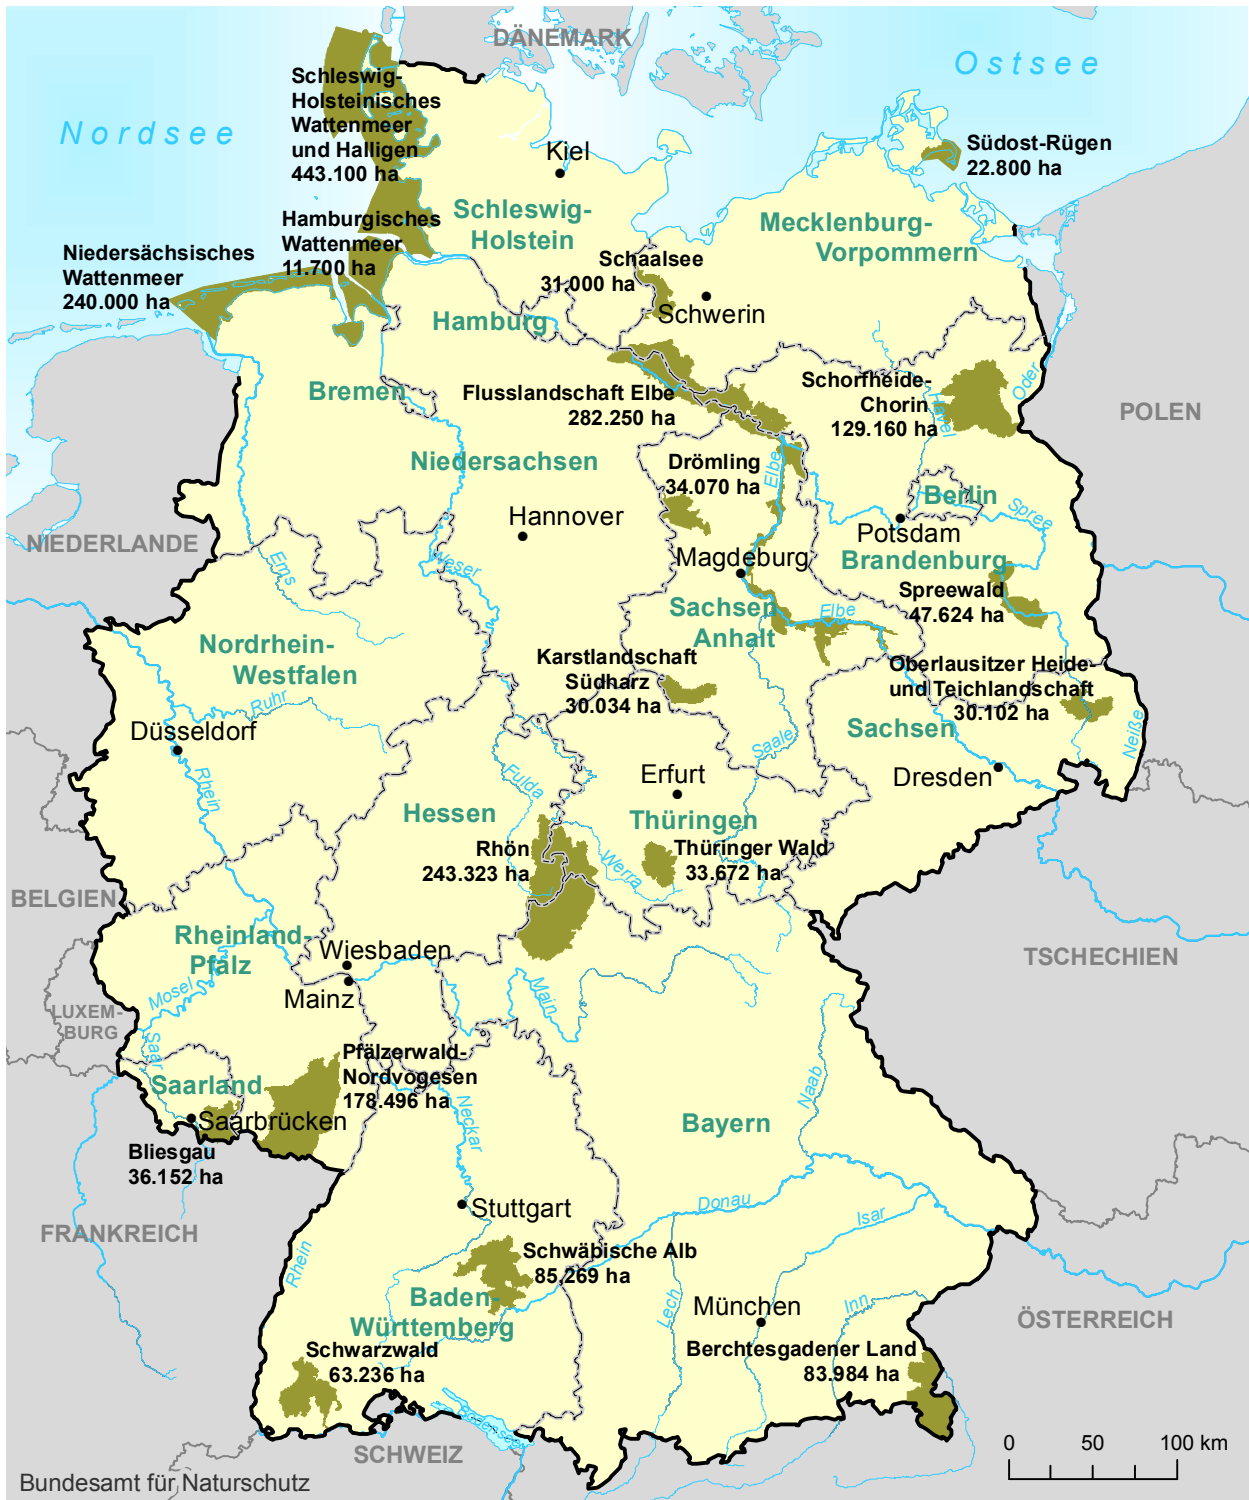 DÄNEMARK
Ostsee
Nordsee
Schleswig-
Holsteinisches
Wattenmeer
und Halligen
443.100 ha
Kiel
Südost-Rügen
22.800 ha
Hamburgisches
Wattenmeer
11.700 ha
Schleswig-
Holstein
Mecklenburg-
Vorpommern
Niedersächsisches
Wattenmeer
240.000 ha
Schaalsee
31.000 ha
Schwerin
Hamburg
Bremen
Flusslandschaft Elbe
282.250 ha
Schorfheide-
Chorin
129.160 ha
Havel
Oder
POLEN
Niedersachsen
Drömling
34.070 ha
Elbe
Berlin
Spree
Hannover
Potsdam
NIEDERLANDE
Ems
Weser
Magdeburg
Brandenburg
Spreewald
47.624 ha
Sachsen
Anhalt
Elbe
Nordrhein-
Westfalen
Karstlandschaft
Südharz
30.034 ha
Oberlausitzer Heide-
und Teichlandschaft
30.102 ha
Ruhr
Düsseldorf
Rhein
Saale
Sachsen
Neiße
Fulda
Erfurt
Dresden
Hessen
Thüringen
Rhön
243.323 ha
Werra
Thüringer Wald
33.672 ha
BELGIEN
Rheinland-
Pfalz
Wiesbaden
TSCHECHIEN
Mosel
Mainz
Main
LUXEM-
BURG
Saar
Pfälzerwald-
Nordvogesen
178.496 ha
Saarland
Saarbrücken
Neckar
Naab
Bayern
Bliesgau
36.152 ha
Stuttgart
Donau
Isar
FRANKREICH
Rhein
Schwäbische Alb
85.269 ha
Baden-
Württemberg
Lech
München
Inn
ÖSTERREICH
Schwarzwald
63.236 ha
Berchtesgadener Land
83.984 ha
Bodensee
SCHWEIZ
0 50 100 km
Bundesamt für Naturschutz